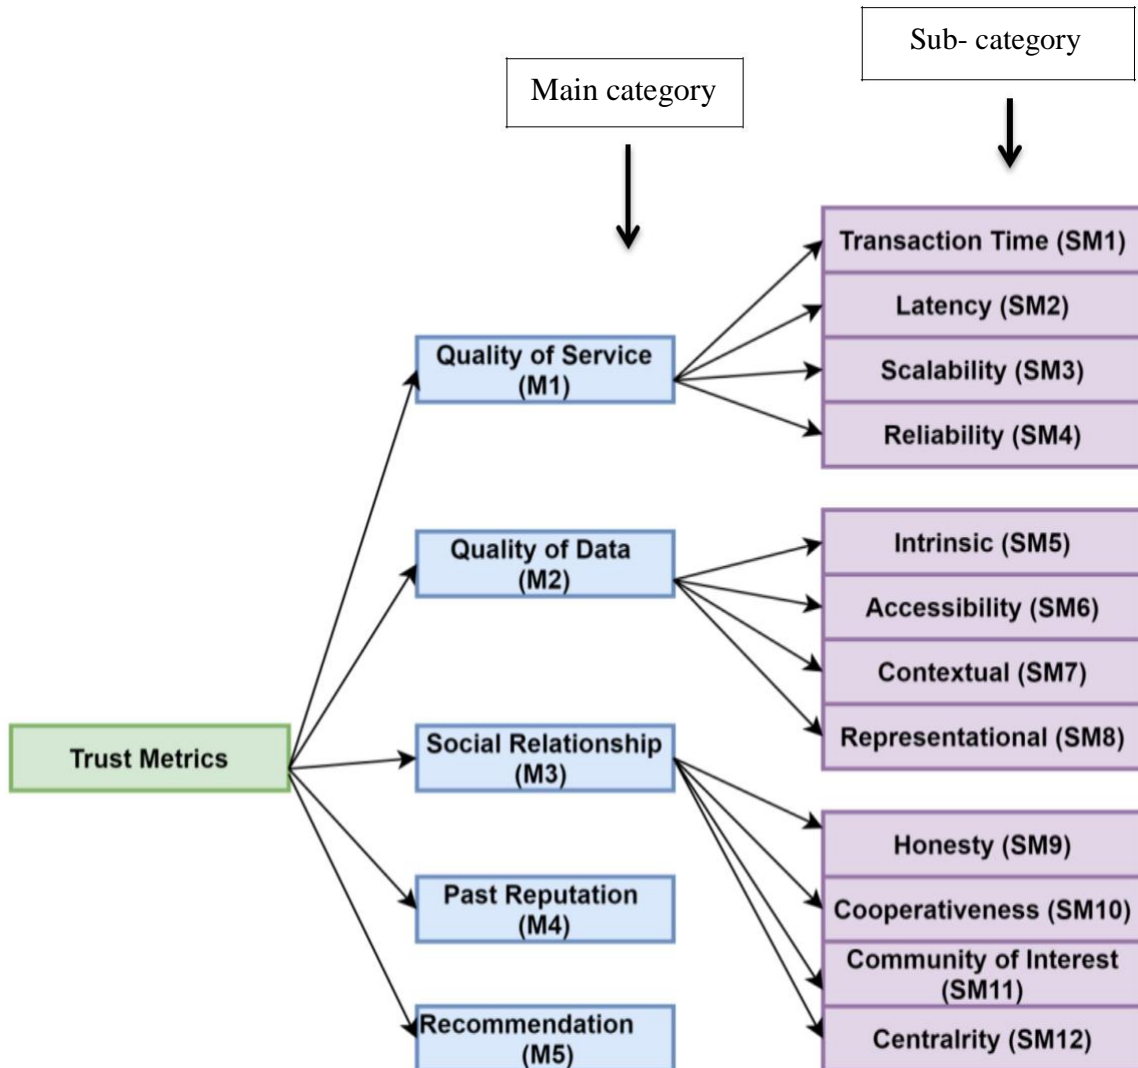 Sub- category
Main category
Transaction Time (SM1)
Latency (SM2)
Scalability (SM3)
Reliability (SM4)
Quality of Service
(M1)
Intrinsic (SM5)
Accessibility (SM6)
Contextual (SM7)
Representational (SM8)
Quality of Data
(M2)
Trust Metrics
Social Relationship
(M3)
Honesty (SM9)
Cooperativeness (SM10)
Community of Interest
(SM11)
Centralrity (SM12)
Past Reputation
(M4)
Recommendation
(M5)